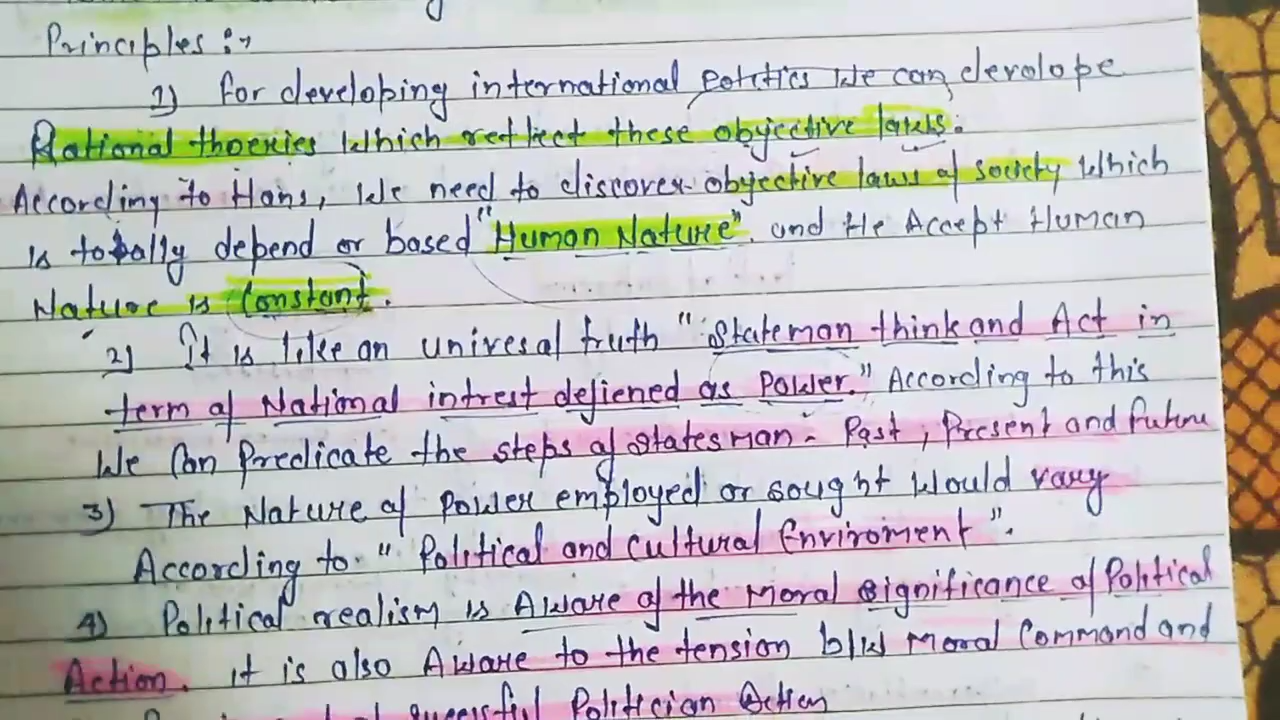 Principles :-
1) for developing international politics we can develope
Rational thoeries which reflect these obyjective laws.
According to Hans, we need to discover obyjective laws of society which
is totally depend or based "Human Nature". and He Accept Human
Nature is Constant.
2) It is like an univesal truth "Stateman think and Act in
term of National intrest defiened as Power." According to this
We Can Predicate the steps of statesman - Past, Present and future
3) The Nature of Power employed or sought would vary
According to "Political and cultural Enviroment".
4) Political realism is Aware of the Moral significance of Political
Action. it is also Aware to the tension b/w Moral Command and
successful Politician Action